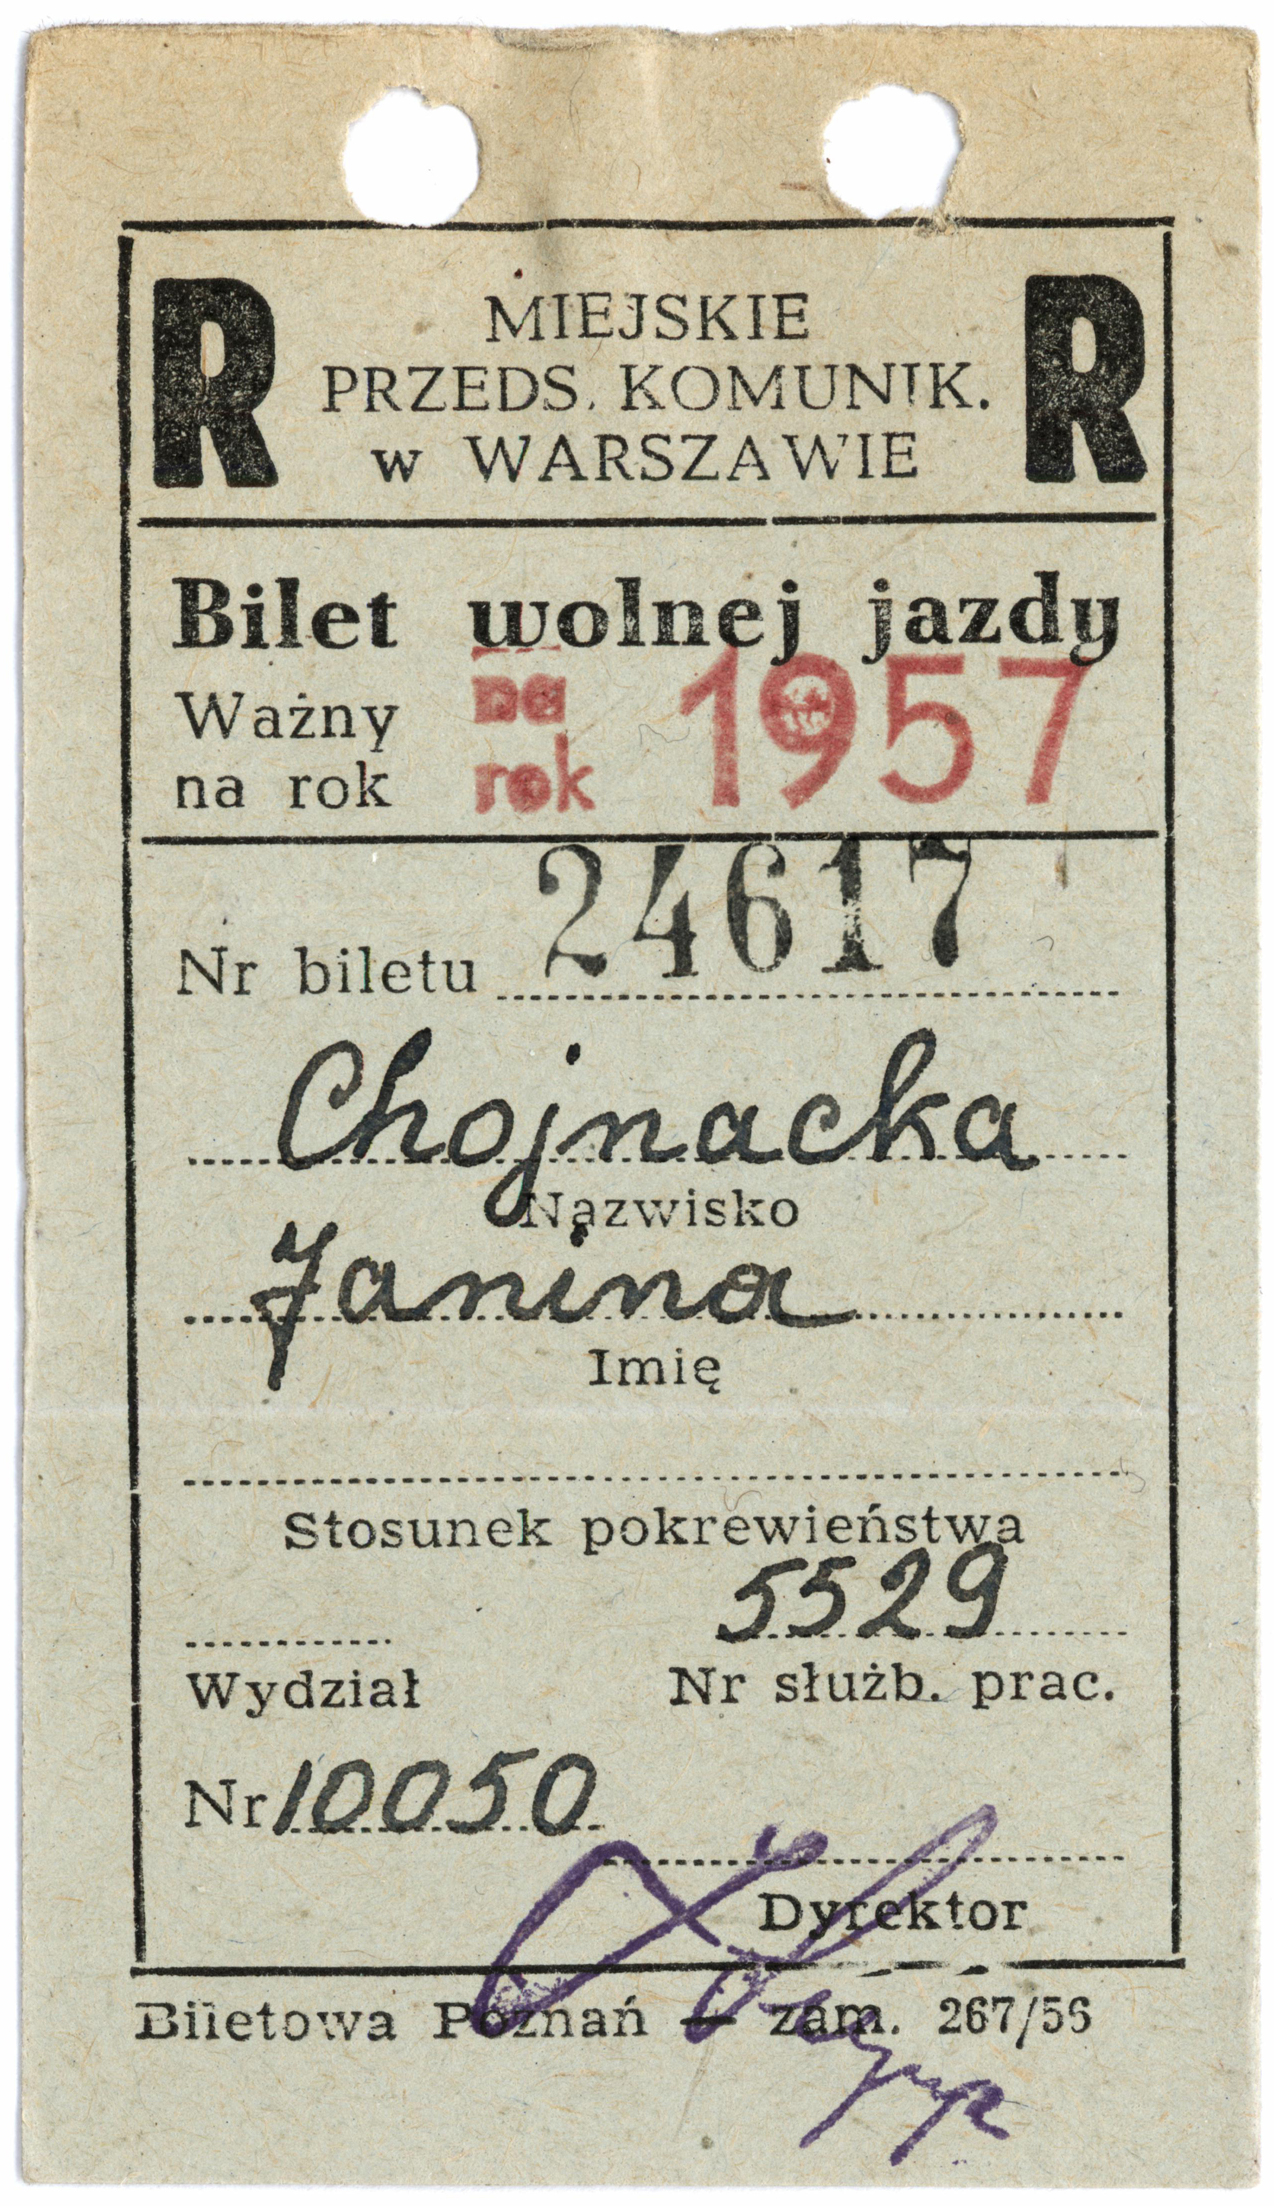 R MIEJSKIE R
PRZEDS. KOMUNIK.
w WARSZAWIE
Bilet wolnej jazdy
Ważny na 1957
na rok rok
24617
Nr biletu
Chojnacka
Nazwisko
Janina
Imię
Stosunek pokrewieństwa
5529
Wydział Nr służb. prac.
Nr 10050
Dyrektor
Biletowa Poznań — zam. 267/56